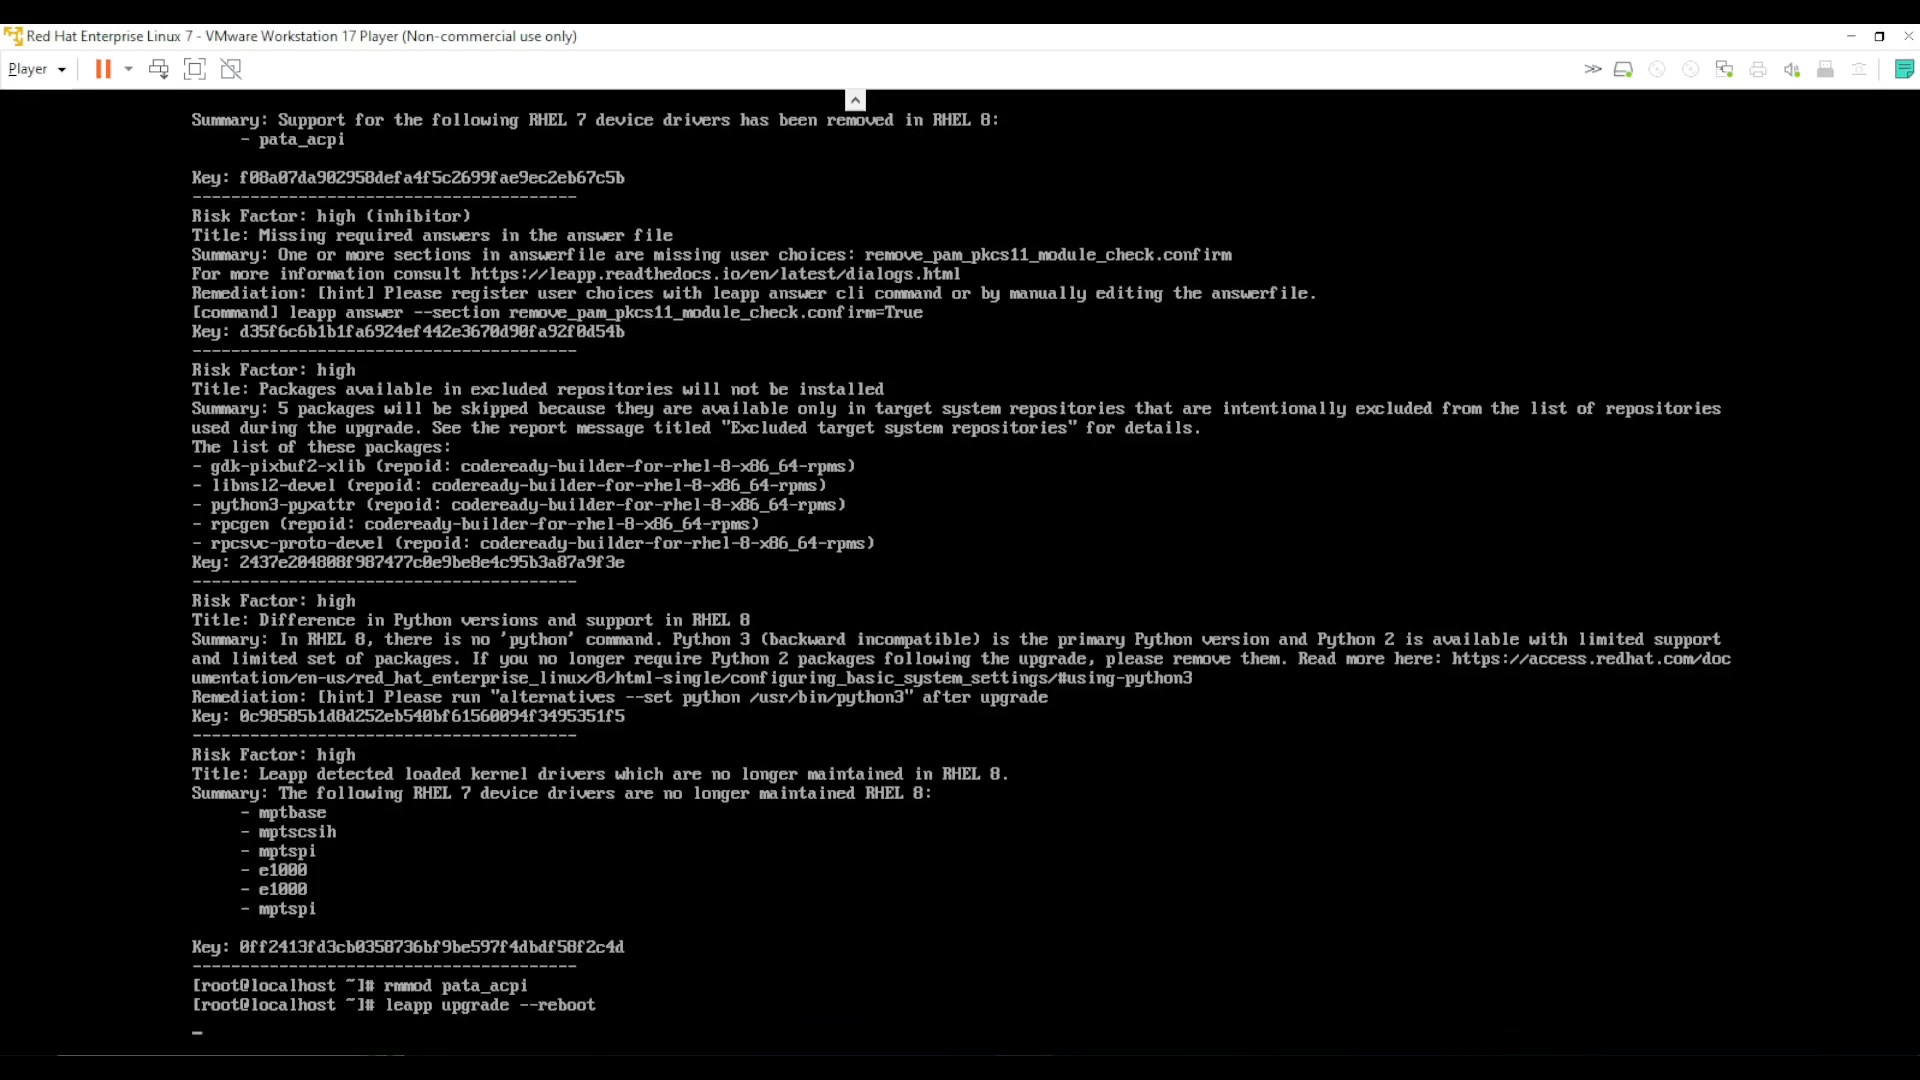 Red Hat Enterprise Linux 7 - VMware Workstation 17 Player (Non-commercial use only)
Player
Summary: Support for the following RHEL 7 device drivers has been removed in RHEL 8:
- pata_acpi
Key: f08a07da902958defa4f5c2699fae9ec2eb67c5b
----------------------------------------
Risk Factor: high (inhibitor)
Title: Missing required answers in the answer file
Summary: One or more sections in answerfile are missing user choices: remove_pam_pkcs11_module_check.confirm
For more information consult https://leapp.readthedocs.io/en/latest/dialogs.html
Remediation: [hint] Please register user choices with leapp answer cli command or by manually editing the answerfile.
[command] leapp answer --section remove_pam_pkcs11_module_check.confirm=True
Key: d35f6c6b1b1fa6924ef442e3670d90fa92f0d54b
----------------------------------------
Risk Factor: high
Title: Packages available in excluded repositories will not be installed
Summary: 5 packages will be skipped because they are available only in target system repositories that are intentionally excluded from the list of repositories
used during the upgrade. See the report message titled "Excluded target system repositories" for details.
The list of these packages:
- gdk-pixbuf2-xlib (repoid: codeready-builder-for-rhel-8-x86_64-rpms)
- libnsl2-devel (repoid: codeready-builder-for-rhel-8-x86_64-rpms)
- python3-pyxattr (repoid: codeready-builder-for-rhel-8-x86_64-rpms)
- rpcgen (repoid: codeready-builder-for-rhel-8-x86_64-rpms)
- rpcsvc-proto-devel (repoid: codeready-builder-for-rhel-8-x86_64-rpms)
Key: 2437e204808f987477c0e9be8e4c95b3a87a9f3e
----------------------------------------
Risk Factor: high
Title: Difference in Python versions and support in RHEL 8
Summary: In RHEL 8, there is no 'python' command. Python 3 (backward incompatible) is the primary Python version and Python 2 is available with limited support
and limited set of packages. If you no longer require Python 2 packages following the upgrade, please remove them. Read more here: https://access.redhat.com/doc
umentation/en-us/red_hat_enterprise_linux/8/html-single/configuring_basic_system_settings/#using-python3
Remediation: [hint] Please run "alternatives --set python /usr/bin/python3" after upgrade
Key: 0c98585b1d8d252eb540bf61560094f3495351f5
----------------------------------------
Risk Factor: high
Title: Leapp detected loaded kernel drivers which are no longer maintained in RHEL 8.
Summary: The following RHEL 7 device drivers are no longer maintained RHEL 8:
- mptbase
- mptscsih
- mptspi
- e1000
- e1000
- mptspi
Key: 0ff2413fd3cb0358736bf9be597f4dbdf58f2c4d
----------------------------------------
[root@localhost ~]# rmmod pata_acpi
[root@localhost ~]# leapp upgrade --reboot